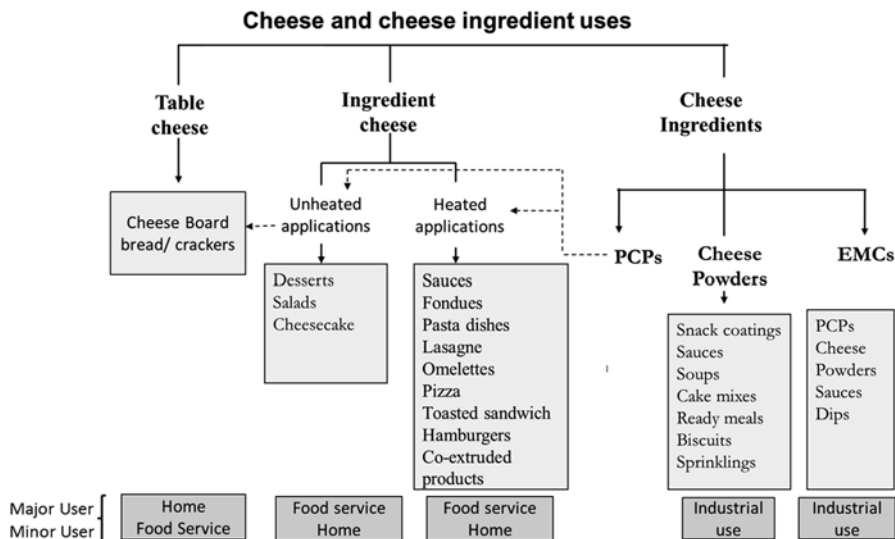 Cheese and cheese ingredient uses
Table
cheese
Ingredient
cheese
Cheese
Ingredients
Cheese Board
bread/ crackers
Unheated
applications
Heated
applications
PCPs
Cheese
Powders
EMCs
Desserts
Salads
Cheesecake
Sauces
Fondues
Pasta dishes
Lasagne
Omelettes
Pizza
Toasted sandwich
Hamburgers
Co-extruded
products
Snack coatings
Sauces
Soups
Cake mixes
Ready meals
Biscuits
Sprinklings
PCPs
Cheese
Powders
Sauces
Dips
Major User
Minor User
Home
Food Service
Food service
Home
Food service
Home
Industrial
use
Industrial
use